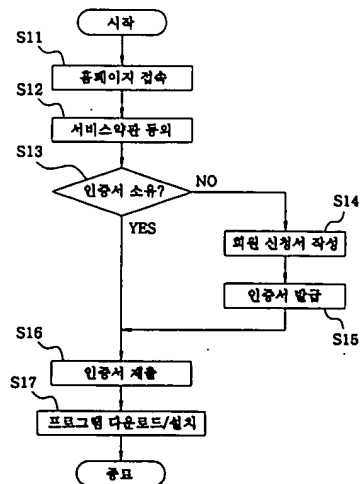 시작
S11
홈페이지 접속
S12
서비스약관 동의
S13
인증서 소유?
NO
YES
S14
회원 신청서 작성
인증서 발급
S15
S16
인증서 제출
S17
프로그램 다운로드/설치
종료